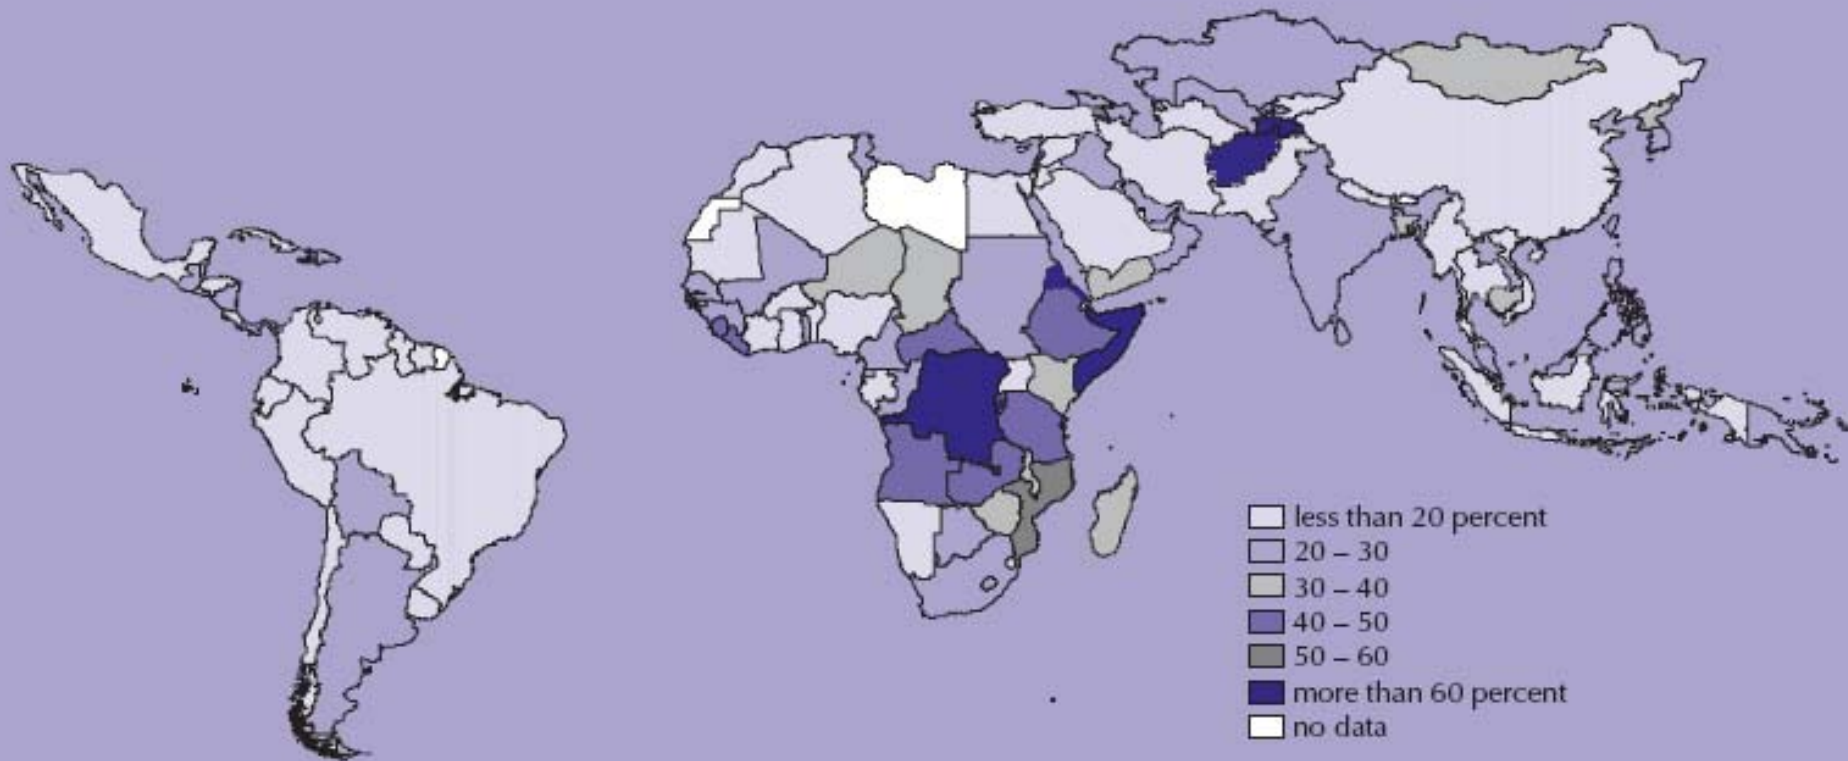 less than 20 percent
20 – 30
30 – 40
40 – 50
50 – 60
more than 60 percent
no data